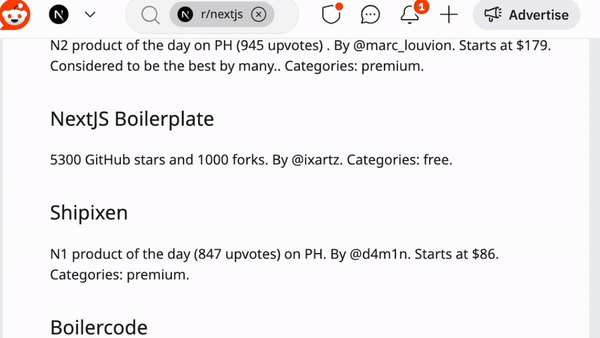 r/nextjs
1
Advertise
N2 product of the day on PH (945 upvotes) . By @marc_louvion. Starts at $179.
Considered to be the best by many.. Categories: premium.
NextJS Boilerplate
5300 GitHub stars and 1000 forks. By @ixartz. Categories: free.
Shipixen
N1 product of the day (847 upvotes) on PH. By @d4m1n. Starts at $86.
Categories: premium.
Boilercode